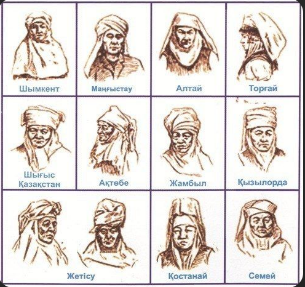 Шымкент
Маңғыстау
Алтай
Торғай
Шығыс
Қазақстан
Ақтөбе
Жамбыл
Қызылорда
Жетісу
Қостанай
Семей